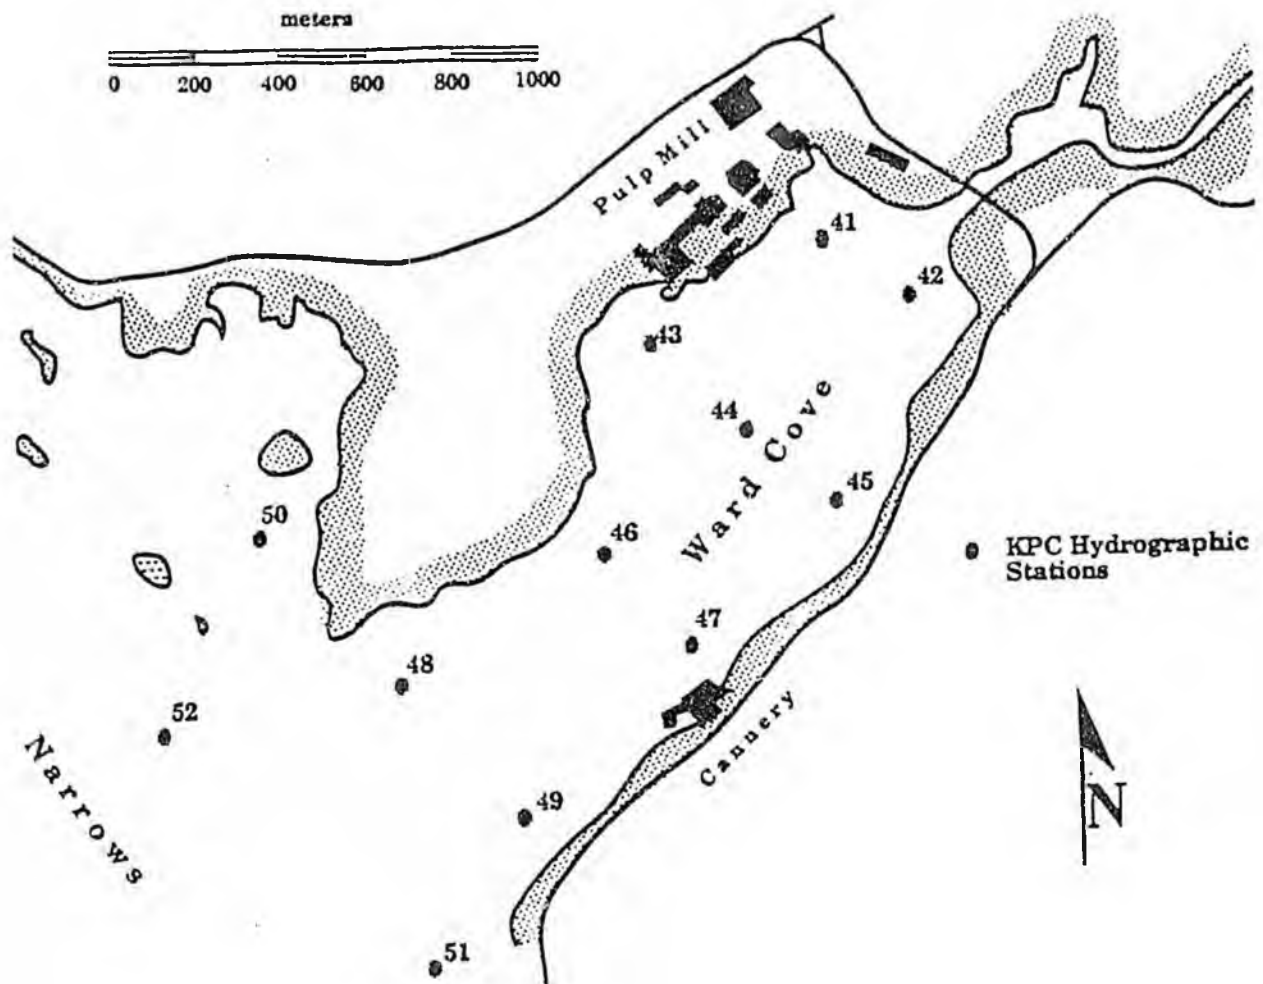 meters
0 200 400 600 800 1000
Pulp Mill
41
42
43
44
Ward Cove
45
50
46
KPC Hydrographic
Stations
47
48
52
Cannery
Narrows
49
N
51